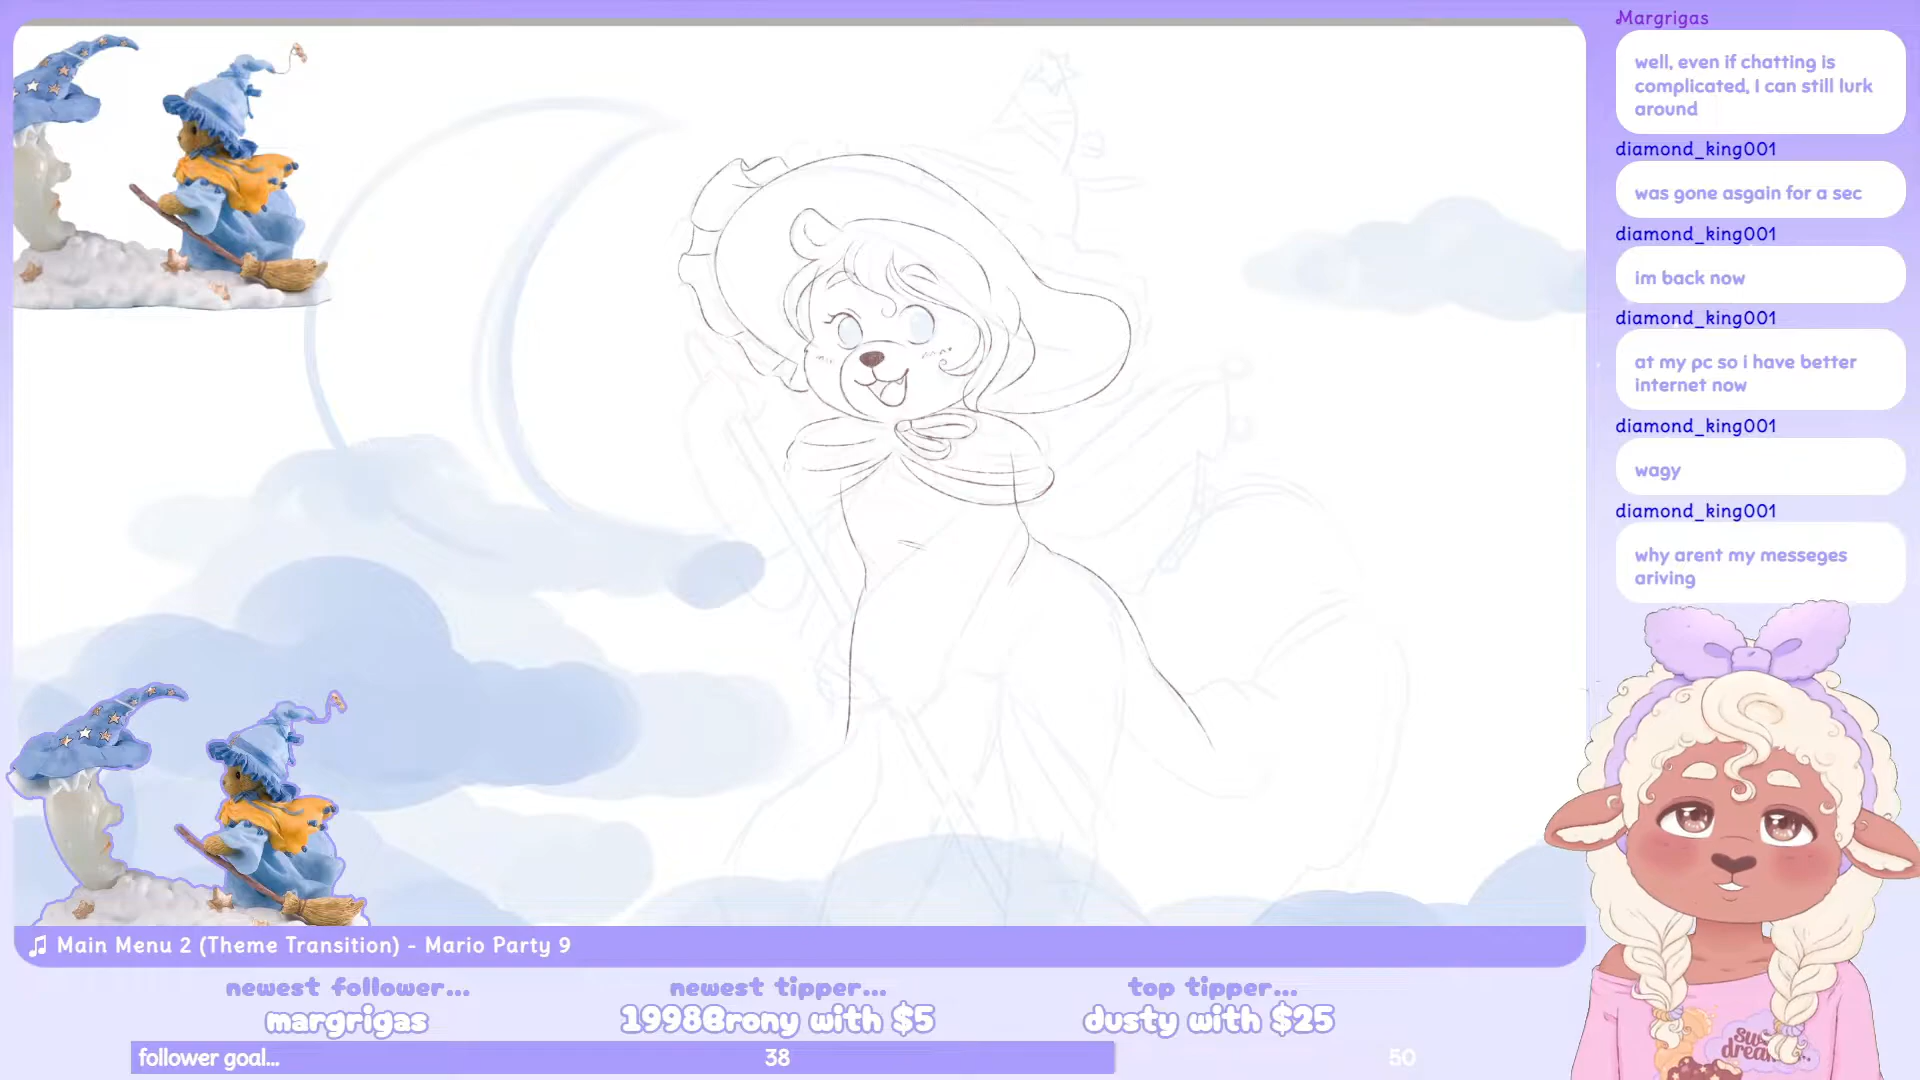 Margrigas
well, even if chatting is
complicated, I can still lurk
around
diamond_king001
was gone asgain for a sec
diamond_king001
im back now
diamond_king001
at my pc so i have better
internet now
diamond_king001
wagy
diamond_king001
why arent my messeges
ariving
Main Menu 2 (Theme Transition) - Mario Party 9
newest follower...
margrigas
newest tipper...
1998Brony with $5
top tipper...
dusty with $25
follower goal...
38
50